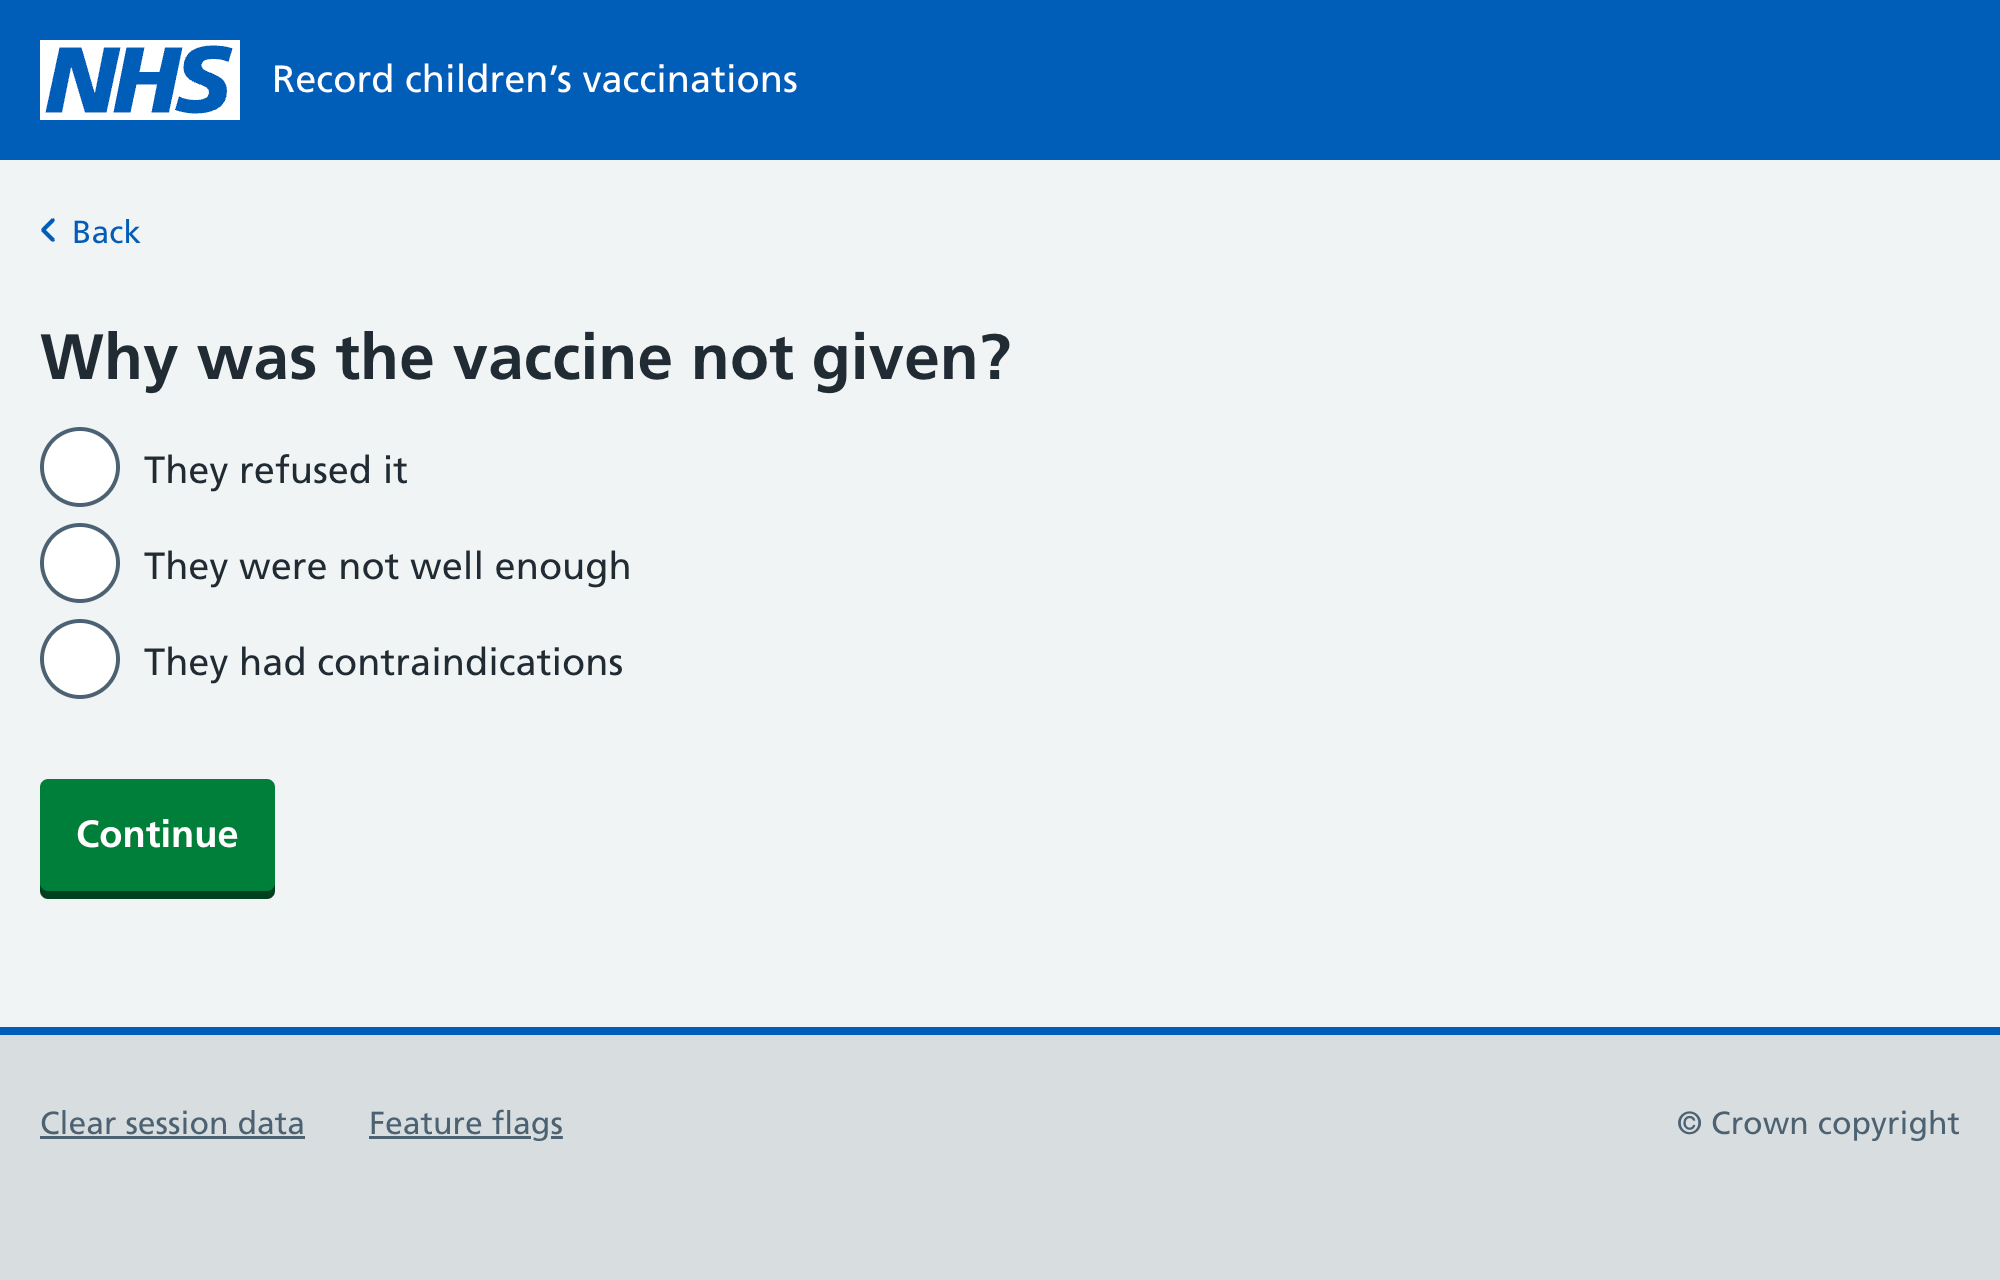 NHS Record children’s vaccinations
Back
Why was the vaccine not given?
They refused it
They were not well enough
They had contraindications
Continue
Clear session data Feature flags © Crown copyright